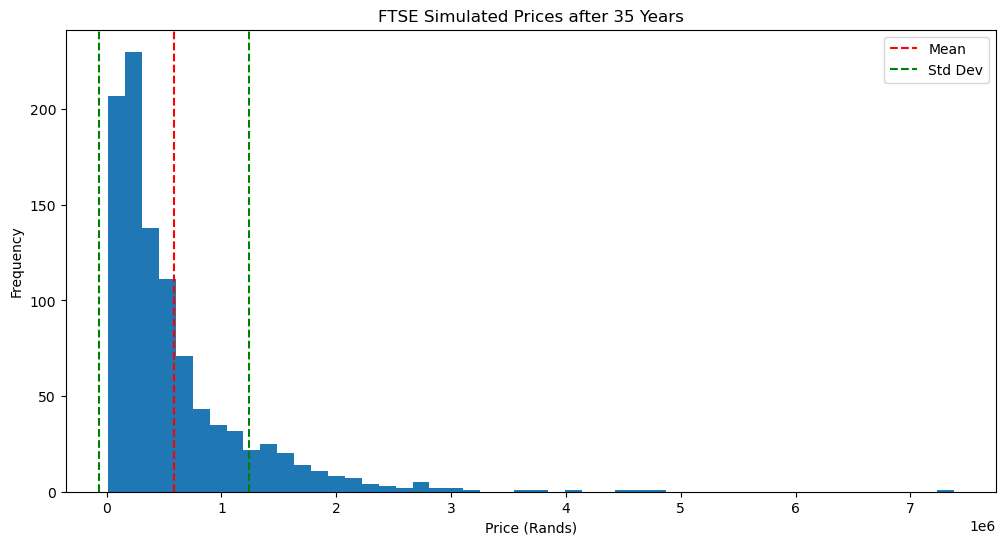 FTSE Simulated Prices after 35 Years
Mean
Std Dev
Frequency
200
150
100
50
0
0 1 2 3 4 5 6 7
1e6
Price (Rands)